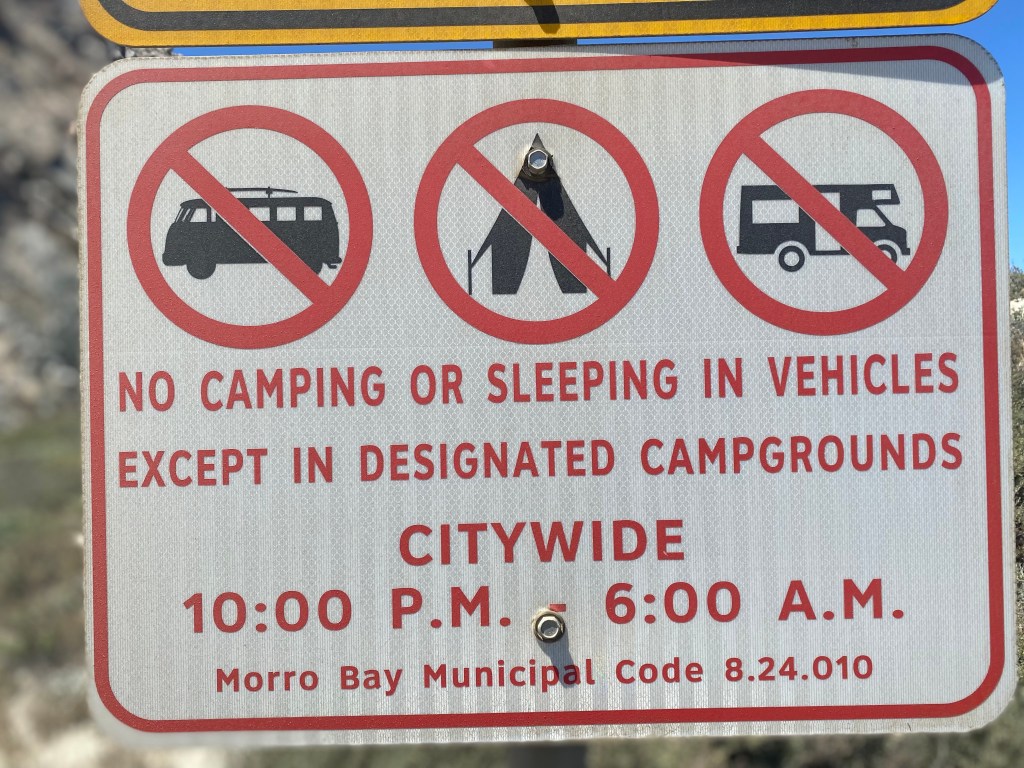 NO CAMPING OR SLEEPING IN VEHICLES
EXCEPT IN DESIGNATED CAMPGROUNDS
CITYWIDE
10:00 P.M. - 6:00 A.M.
Morro Bay Municipal Code 8.24.010